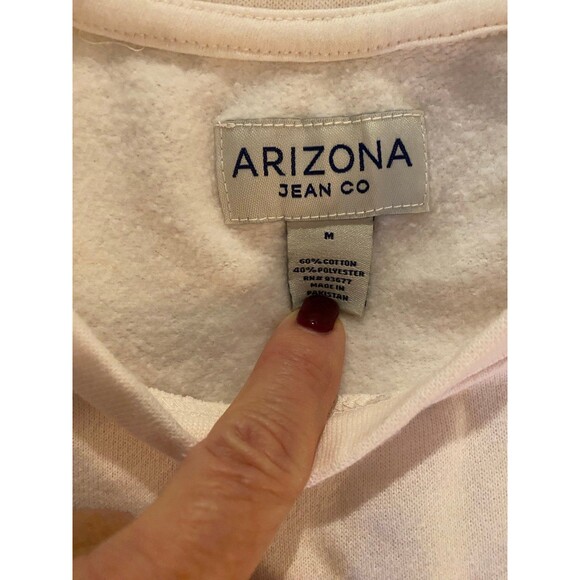 ARIZONA
JEAN CO
M
60% COTTON
40% POLYESTER
RN# 93677
MADE IN
PAKISTAN